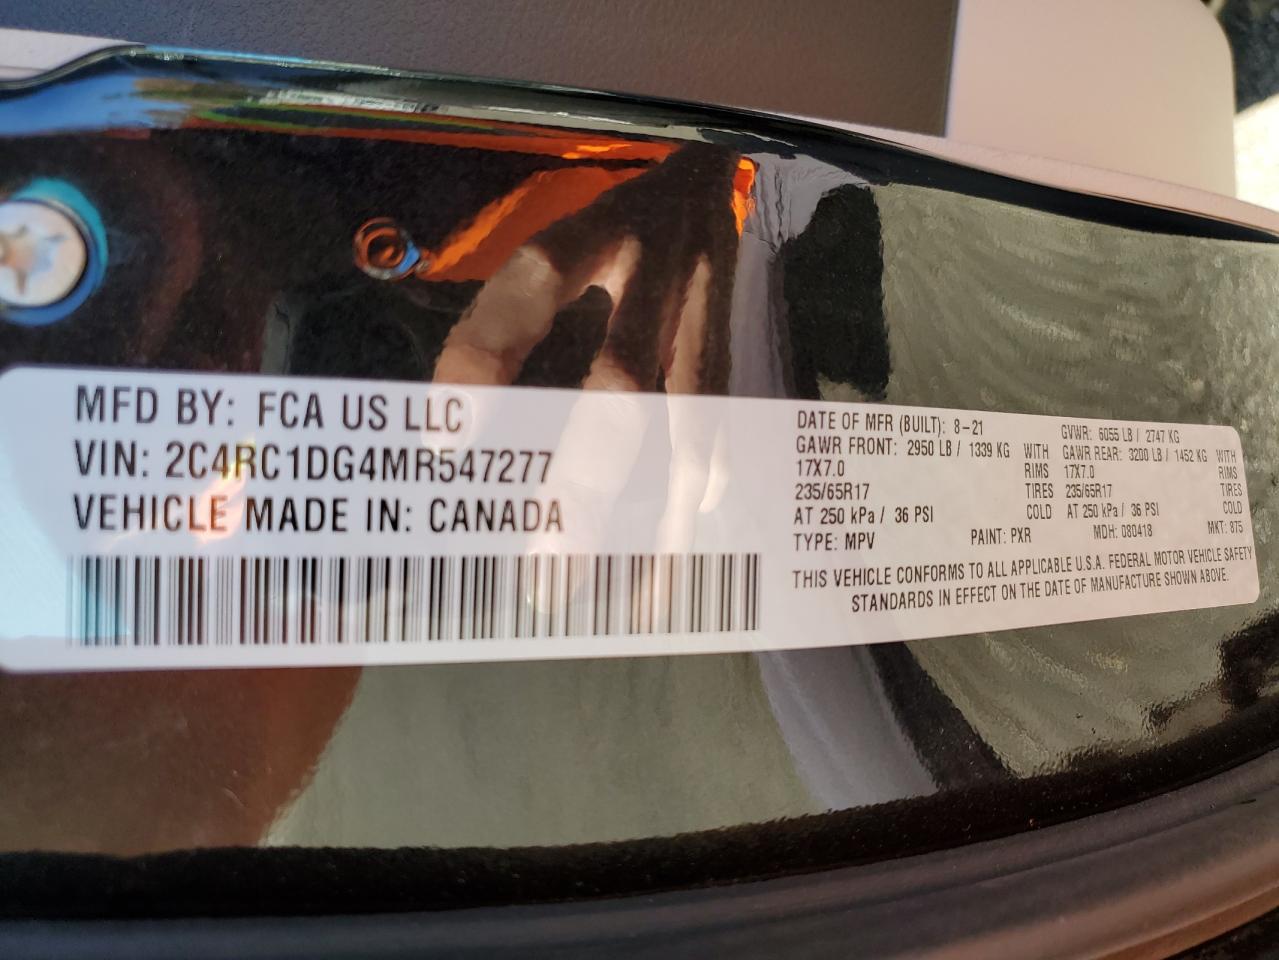 MFD BY: FCA US LLC
VIN: 2C4RC1DG4MR547277
VEHICLE MADE IN: CANADA
DATE OF MFR (BUILT): 8-21 GVWR: 6055 LB / 2747 KG
GAWR FRONT: 2950 LB / 1339 KG WITH GAWR REAR: 3200 LB / 1452 KG WITH
17X7.0 RIMS 17X7.0 RIMS
235/65R17 TIRES 235/65R17 TIRES
AT 250 kPa / 36 PSI COLD AT 250 kPa / 36 PSI COLD
TYPE: MPV PAINT: PXR MDH: 080418 MKT: 875
THIS VEHICLE CONFORMS TO ALL APPLICABLE U.S.A. FEDERAL MOTOR VEHICLE SAFETY
STANDARDS IN EFFECT ON THE DATE OF MANUFACTURE SHOWN ABOVE.